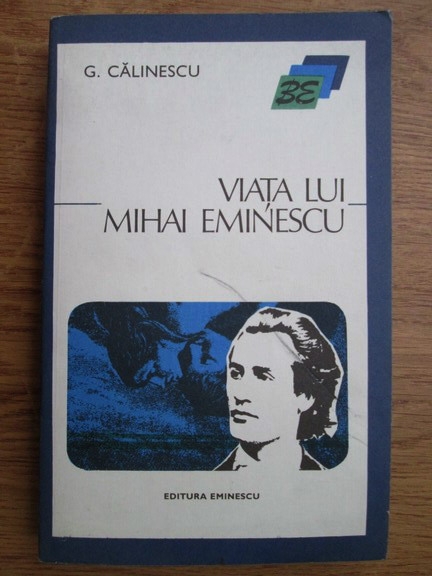 G. CĂLINESCU
BE
VIAȚA LUI
MIHAI EMINESCU
EDITURA EMINESCU